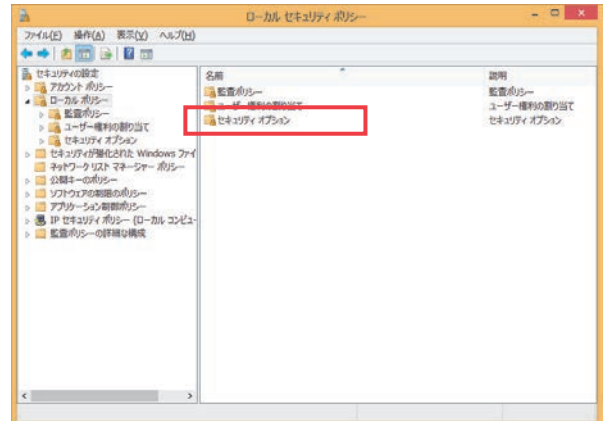 ローカル セキュリティ ポリシー
ファイル(F) 操作(A) 表示(V) ヘルプ(H)
セキュリティの設定
アカウント ポリシー
ローカル ポリシー
監査ポリシー
ユーザー権利の割り当て
セキュリティ オプション
セキュリティが強化された Windows ファイ
ネットワーク リスト マネージャー ポリシー
公開キーのポリシー
ソフトウェアの制限のポリシー
アプリケーション制御ポリシー
IP セキュリティ ポリシー (ローカル コンピュー
監査ポリシーの詳細な構成
名前 説明
監査ポリシー 監査ポリシー
ユーザー権利の割り当て ユーザー権利の割り当て
セキュリティ オプション セキュリティ オプション